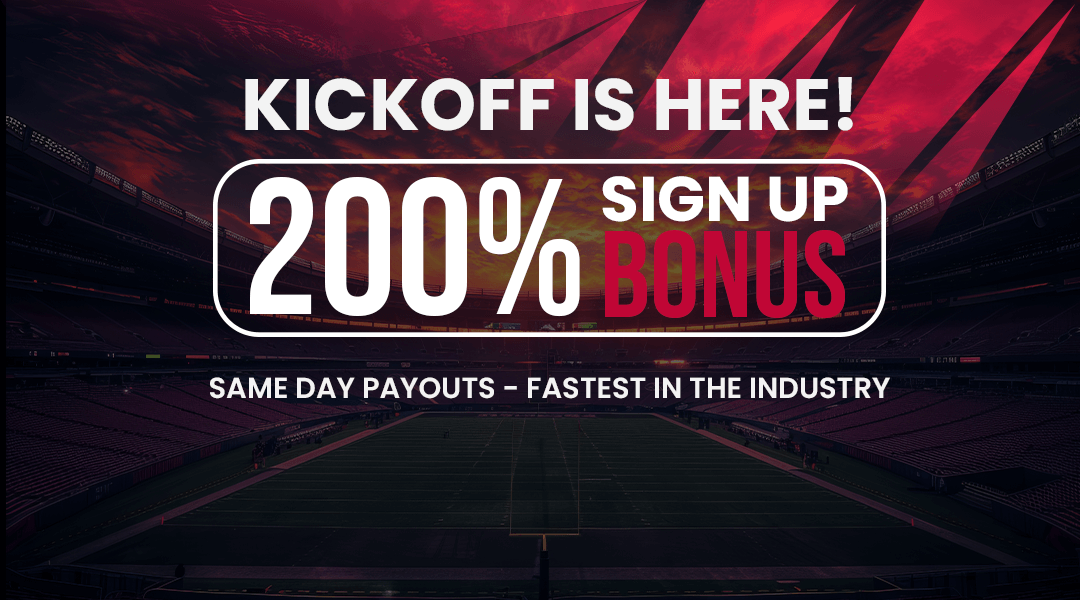 KICKOFF IS HERE!
200% SIGN UP
BONUS
SAME DAY PAYOUTS - FASTEST IN THE INDUSTRY